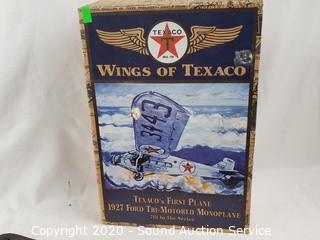 TEXACO
T
WINGS OF TEXACO
3443
TEXACO'S FIRST PLANE
1927 FORD TRI-MOTORED MONOPLANE
7th In The Series
Copyright 2020 - Sound Auction Service